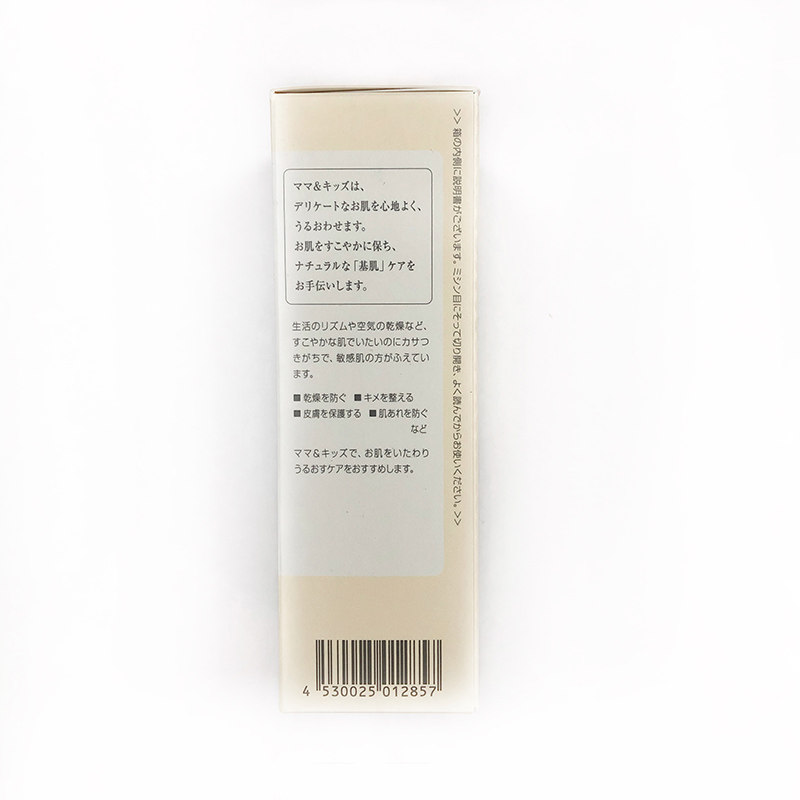 ママ＆キッズは、
デリケートなお肌を心地よく、
うるおわせます。
お肌をすこやかに保ち、
ナチュラルな「基肌」ケアを
お手伝いします。
生活のリズムや空気の乾燥など、
すこやかな肌でいたいのにカサつ
きがちで、敏感肌の方がふえてい
ます。
■乾燥を防ぐ ■キメを整える
■皮膚を保護する ■肌あれを防ぐ
など
ママ＆キッズで、お肌をいたわり
うるおすケアをおすすめします。
>> 箱の内側に説明書がございます。ミシン目にそって切り開き、よく読んでからお使いください。>>
4 530025 012857